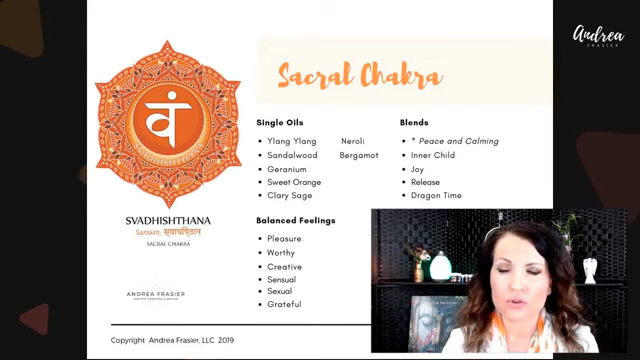 Andrea
FRASIER
Sacral Chakra
वं
SVADHISHTHANA
SVADHISHTHANA
Sanskrit: स्वाधिष्ठान
SACRAL CHAKRA
ANDREA FRASIER
Single Oils
Ylang Ylang Neroli
Sandalwood Bergamot
Geranium
Sweet Orange
Clary Sage
Balanced Feelings
Pleasure
Worthy
Creative
Sensual
Sexual
Grateful
Blends
* Peace and Calming
Inner Child
Joy
Release
Dragon Time
Copyright Andrea Frasier, LLC 2019